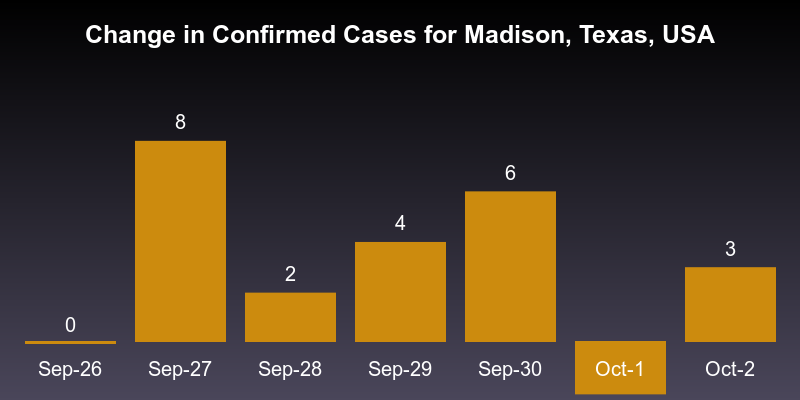 Change in Confirmed Cases for Madison, Texas, USA
0
8
2
4
6
3
Sep-26
Sep-27
Sep-28
Sep-29
Sep-30
Oct-1
Oct-2